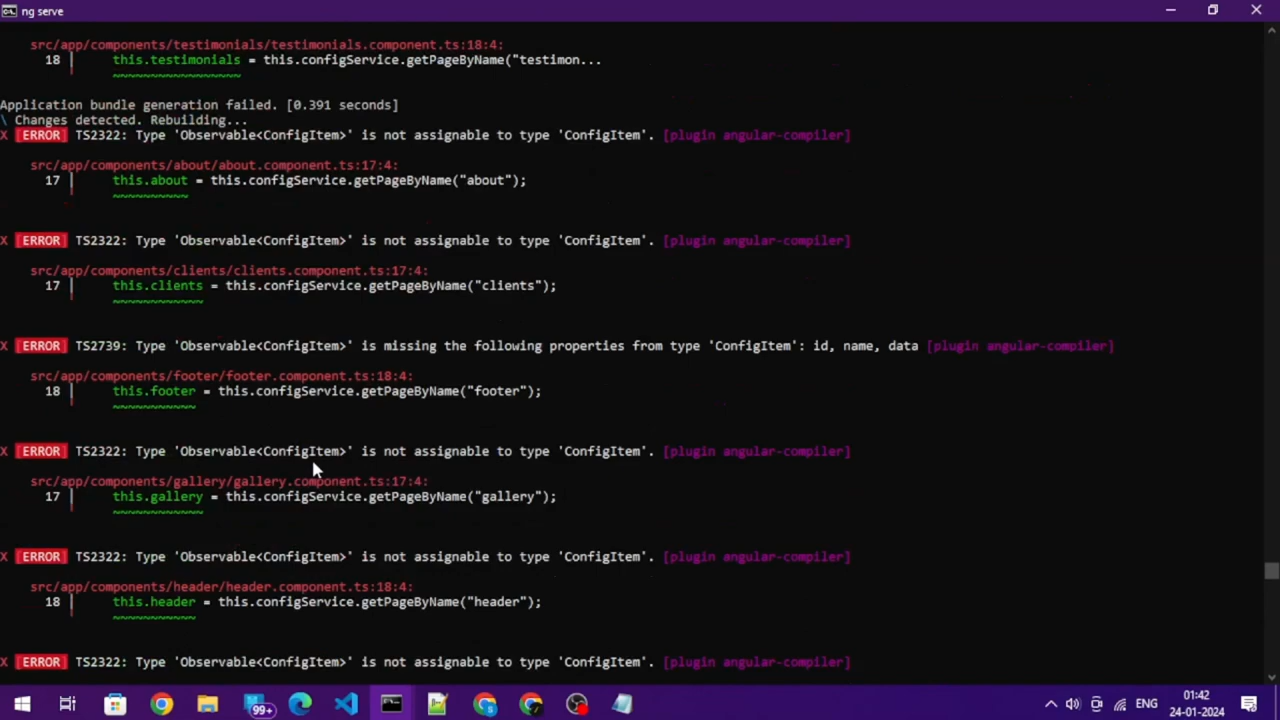 ng serve
src/app/components/testimonials/testimonials.component.ts:18:4:
18 │ this.testimonials = this.configService.getPageByName("testimon...
~~~~~~~~~~~~~~~~~
Application bundle generation failed. [0.391 seconds]
\ Changes detected. Rebuilding...
X [ERROR] TS2322: Type 'Observable<ConfigItem>' is not assignable to type 'ConfigItem'. [plugin angular-compiler]
src/app/components/about/about.component.ts:17:4:
17 │ this.about = this.configService.getPageByName("about");
~~~~~~~~~~
X [ERROR] TS2322: Type 'Observable<ConfigItem>' is not assignable to type 'ConfigItem'. [plugin angular-compiler]
src/app/components/clients/clients.component.ts:17:4:
17 │ this.clients = this.configService.getPageByName("clients");
~~~~~~~~~~~~
X [ERROR] TS2739: Type 'Observable<ConfigItem>' is missing the following properties from type 'ConfigItem': id, name, data [plugin angular-compiler]
src/app/components/footer/footer.component.ts:18:4:
18 │ this.footer = this.configService.getPageByName("footer");
~~~~~~~~~~~
X [ERROR] TS2322: Type 'Observable<ConfigItem>' is not assignable to type 'ConfigItem'. [plugin angular-compiler]
src/app/components/gallery/gallery.component.ts:17:4:
17 │ this.gallery = this.configService.getPageByName("gallery");
~~~~~~~~~~~~
X [ERROR] TS2322: Type 'Observable<ConfigItem>' is not assignable to type 'ConfigItem'. [plugin angular-compiler]
src/app/components/header/header.component.ts:18:4:
18 │ this.header = this.configService.getPageByName("header");
~~~~~~~~~~~
X [ERROR] TS2322: Type 'Observable<ConfigItem>' is not assignable to type 'ConfigItem'. [plugin angular-compiler]
99+
ENG
01:42
24-01-2024